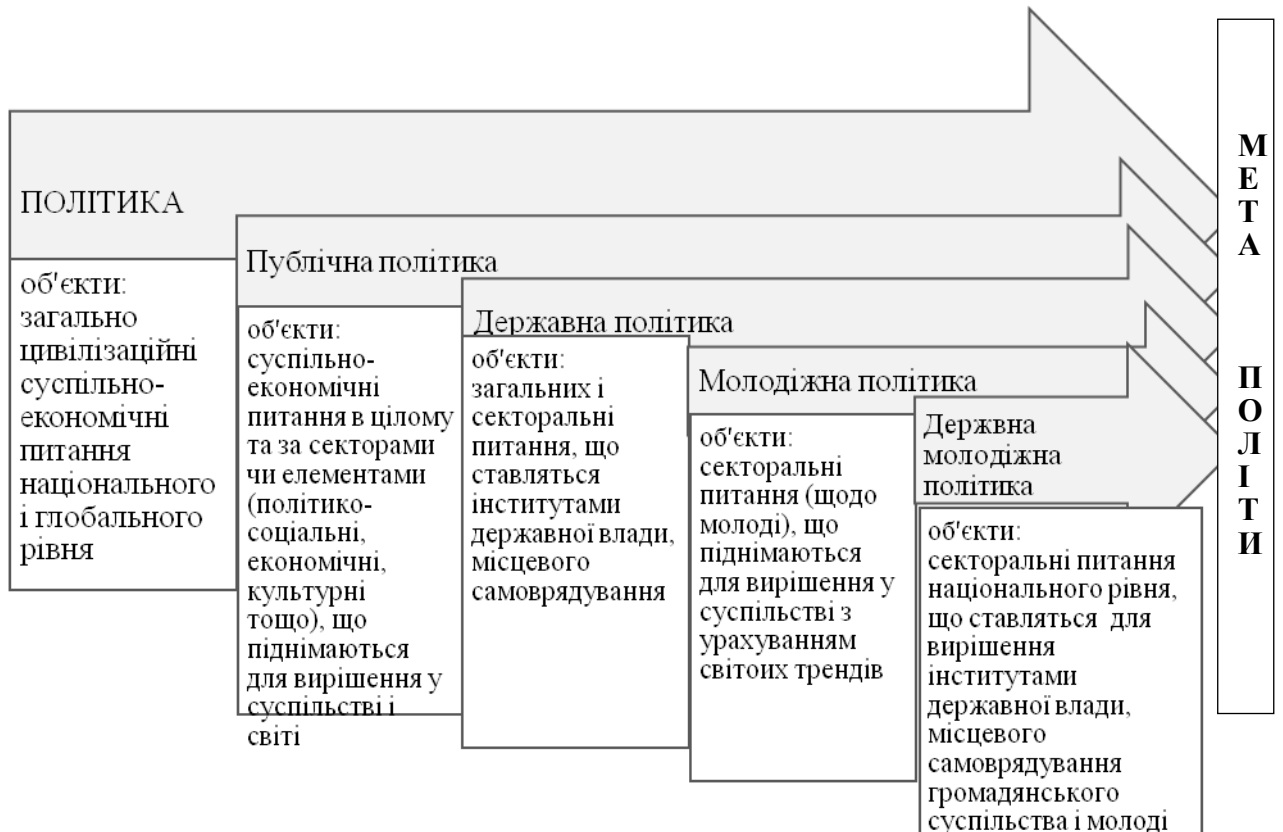 ПОЛІТИКА
об'єкти:
загально
цивілізаційні
суспільно-
економічні
питання
національного
і глобального
рівня
Публічна політика
об'єкти:
суспільно-
економічні
питання в цілому
та за секторами
чи елементами
(політико-
соціальні,
економічні,
культурні
тощо), що
піднімаються
для вирішення у
суспільстві і
світі
Державна політика
об'єкти:
загальних і
секторальні
питання, що
ставляться
інститутами
державної влади,
місцевого
самоврядування
Молодіжна політика
об'єкти:
секторальні
питання (щодо
молоді), що
піднімаються
для вирішення у
суспільстві з
урахуванням
світоих трендів
Держвна
молодіжна
політика
об'єкти:
секторальні питання
національного рівня,
що ставляться для
вирішення
інститутами
державної влади,
місцевого
самоврядування
громадянського
суспільства і молоді
М
Е
Т
А
П
О
Л
І
Т
И